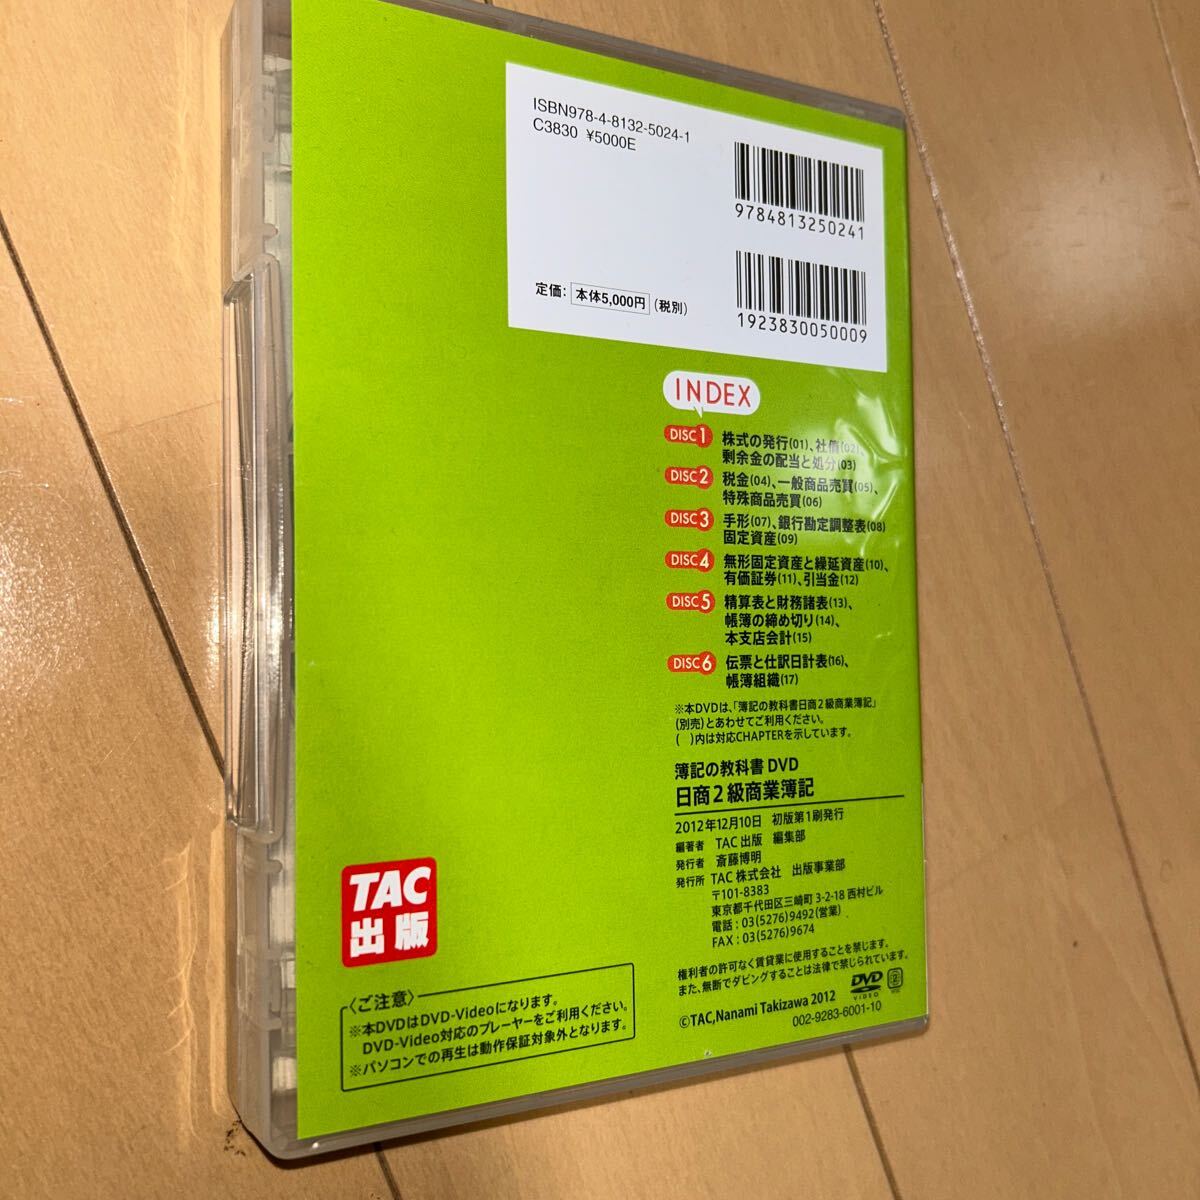 ISBN978-4-8132-5024-1
C3830 ¥5000E
9784813250241
定価: 本体5,000円 (税別)
1923830050009
INDEX
DISC1 株式の発行(01)、社債(02)、
剰余金の配当と処分(03)
DISC2 税金(04)、一般商品売買(05)、
特殊商品売買(06)
DISC3 手形(07)、銀行勘定調整表(08)
固定資産(09)
DISC4 無形固定資産と繰延資産(10)、
有価証券(11)、引当金(12)
DISC5 精算表と財務諸表(13)、
帳簿の締め切り(14)、
本支店会計(15)
DISC6 伝票と仕訳日計表(16)、
帳簿組織(17)
※本DVDは、「簿記の教科書日商2級商業簿記」
(別売)とあわせてご利用ください。
( )内は対応CHAPTERを示しています。
簿記の教科書 DVD
日商2級商業簿記
2012年12月10日 初版第1刷発行
編著者 TAC出版 編集部
発行者 斎藤博明
発行所 TAC株式会社 出版事業部
〒101-8383
東京都千代田区三崎町 3-2-18 西村ビル
電話:03(5276)9492(営業)
FAX:03(5276)9674
権利者の許可なく賃貸業に使用することを禁じます。
また、無断でダビングすることは法律で禁じられています。
DVD
VIDEO
©TAC,Nanami Takizawa 2012
002-9283-6001-10
TAC
出版
〈ご注意〉
※本DVDはDVD-Videoになります。
DVD-Video対応のプレーヤーをご利用ください。
※パソコンでの再生は動作保証対象外となります。